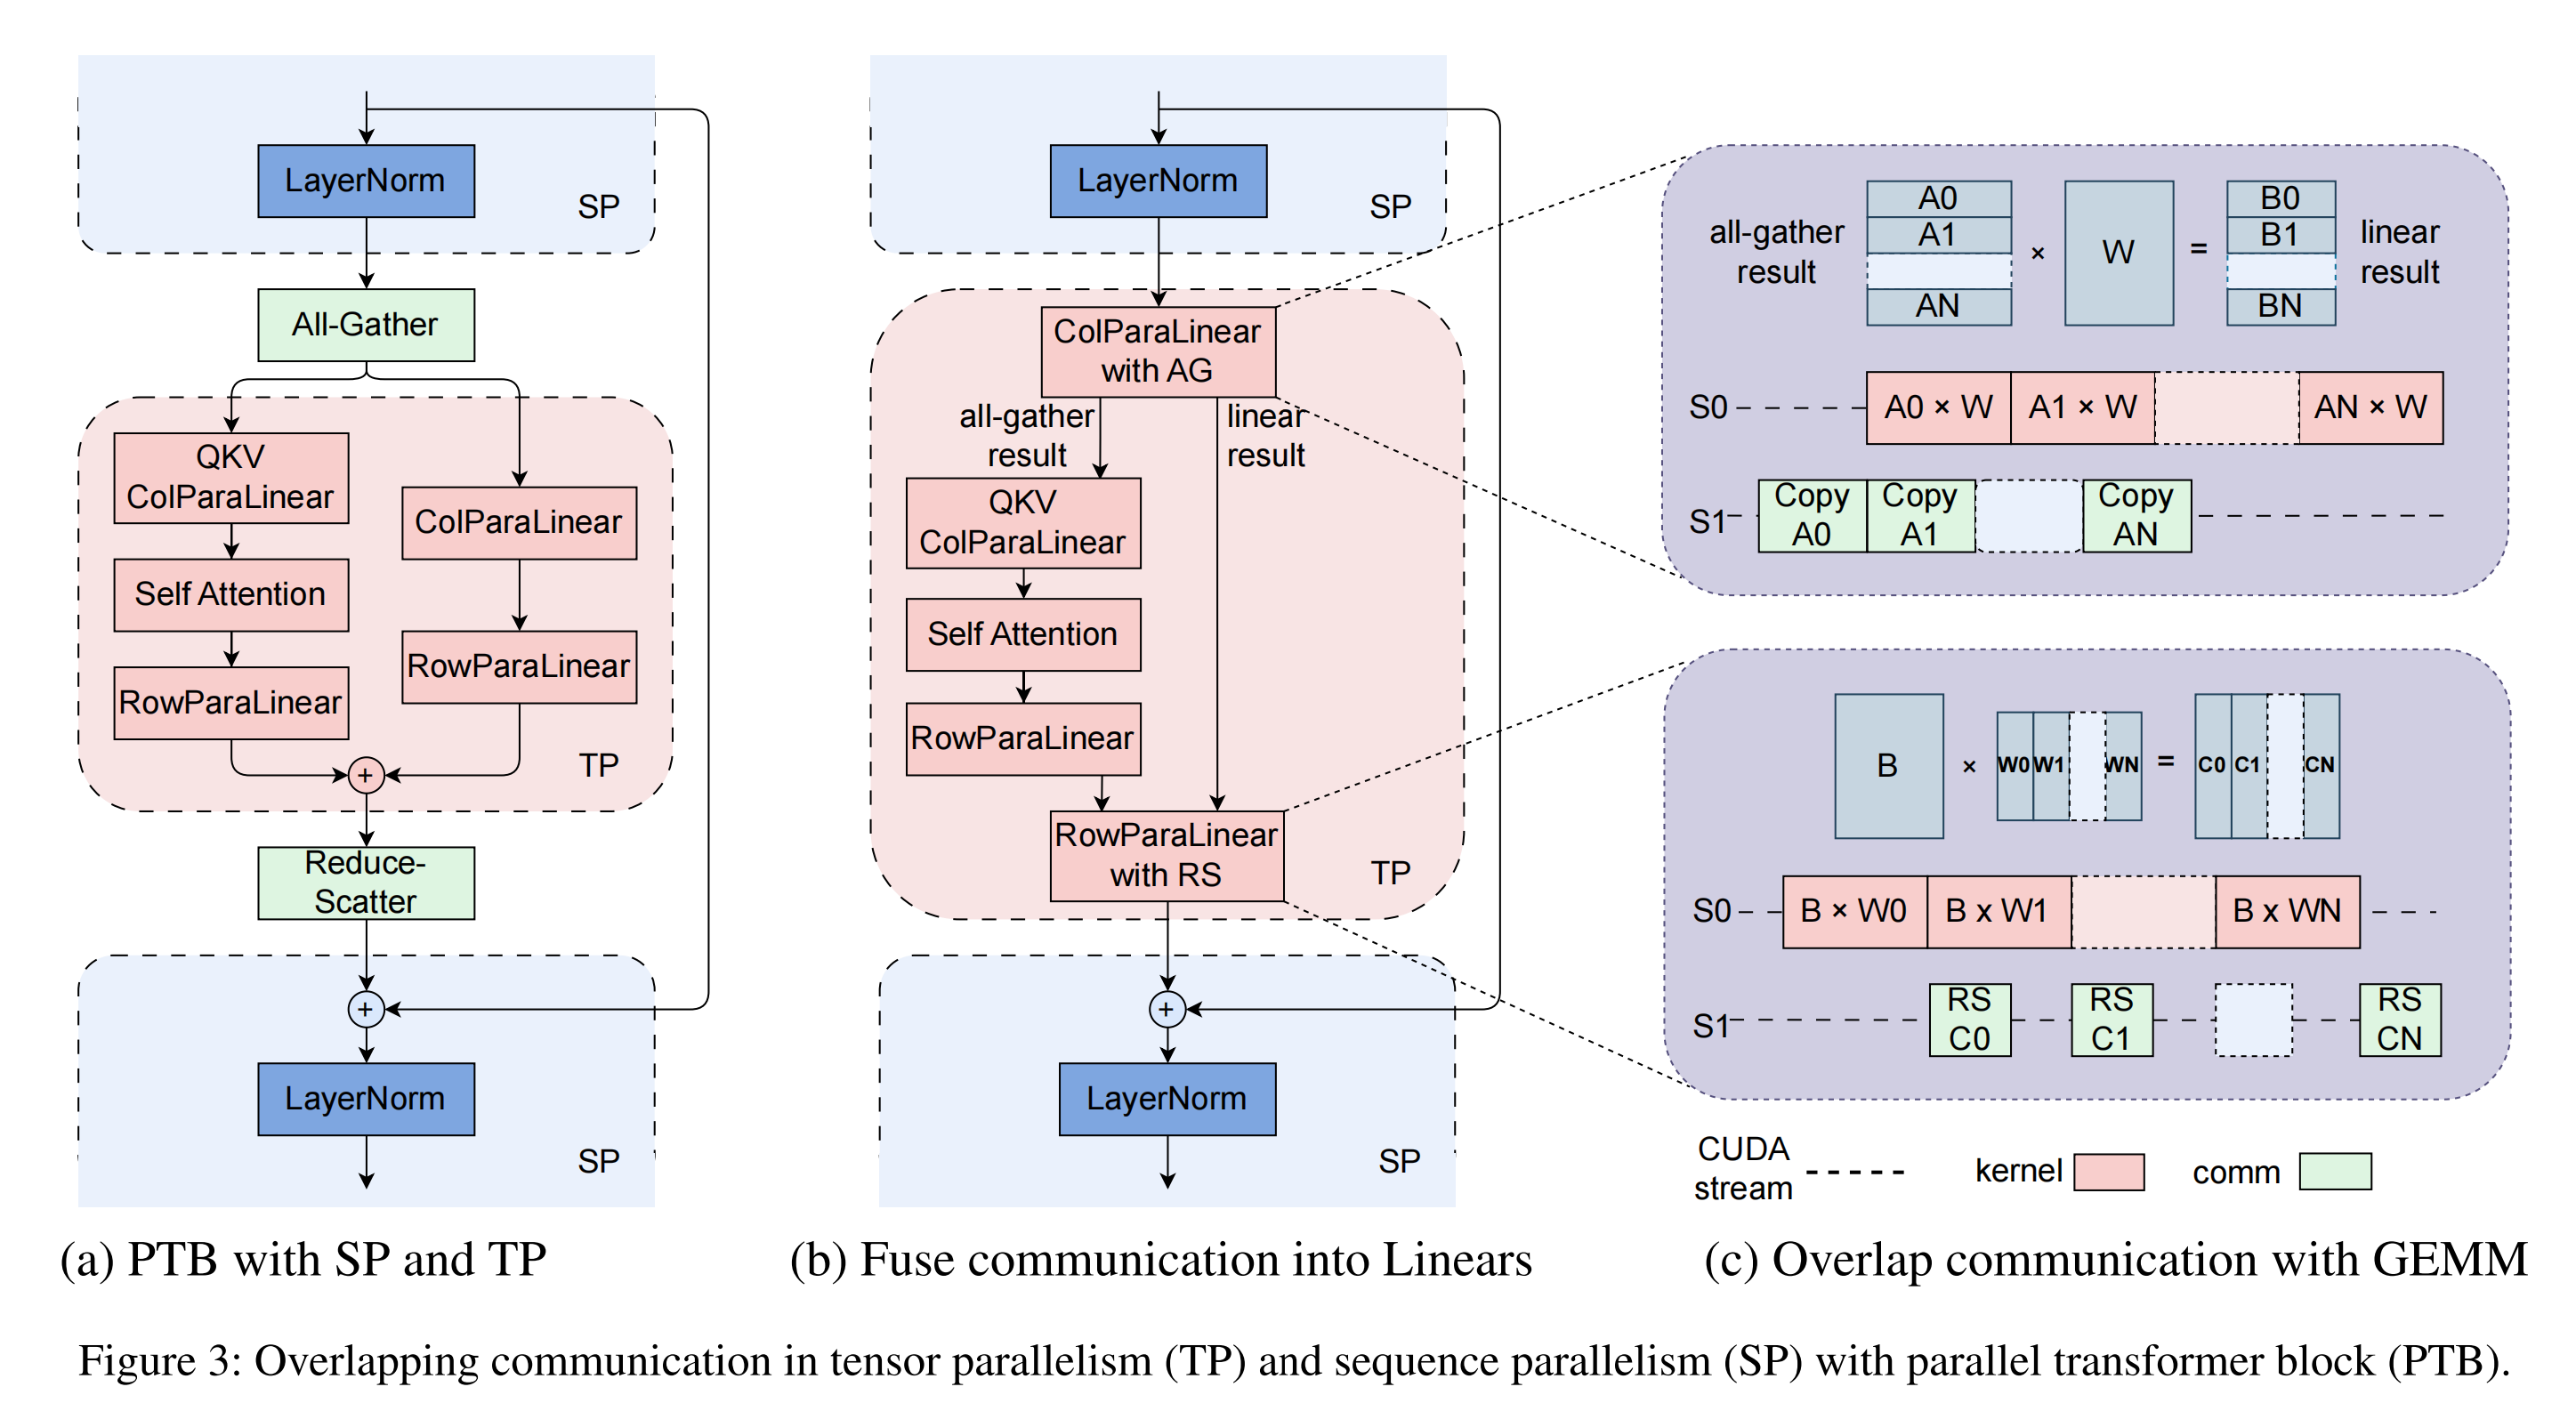 LayerNorm
SP
All-Gather
QKV
ColParaLinear
ColParaLinear
Self Attention
RowParaLinear
RowParaLinear
+
TP
Reduce-
Scatter
+
LayerNorm
SP
(a) PTB with SP and TP
LayerNorm
SP
ColParaLinear
with AG
all-gather
result
linear
result
QKV
ColParaLinear
Self Attention
RowParaLinear
RowParaLinear
with RS
TP
+
LayerNorm
SP
(b) Fuse communication into Linears
all-gather
result
A0
A1
AN
×
W
=
B0
B1
BN
linear
result
S0
A0 × W
A1 × W
AN × W
S1
Copy
A0
Copy
A1
Copy
AN
B
×
W0
W1
WN
=
C0
C1
CN
S0
B × W0
B x W1
B x WN
S1
RS
C0
RS
C1
RS
CN
CUDA
stream
kernel
comm
(c) Overlap communication with GEMM
Figure 3: Overlapping communication in tensor parallelism (TP) and sequence parallelism (SP) with parallel transformer block (PTB).